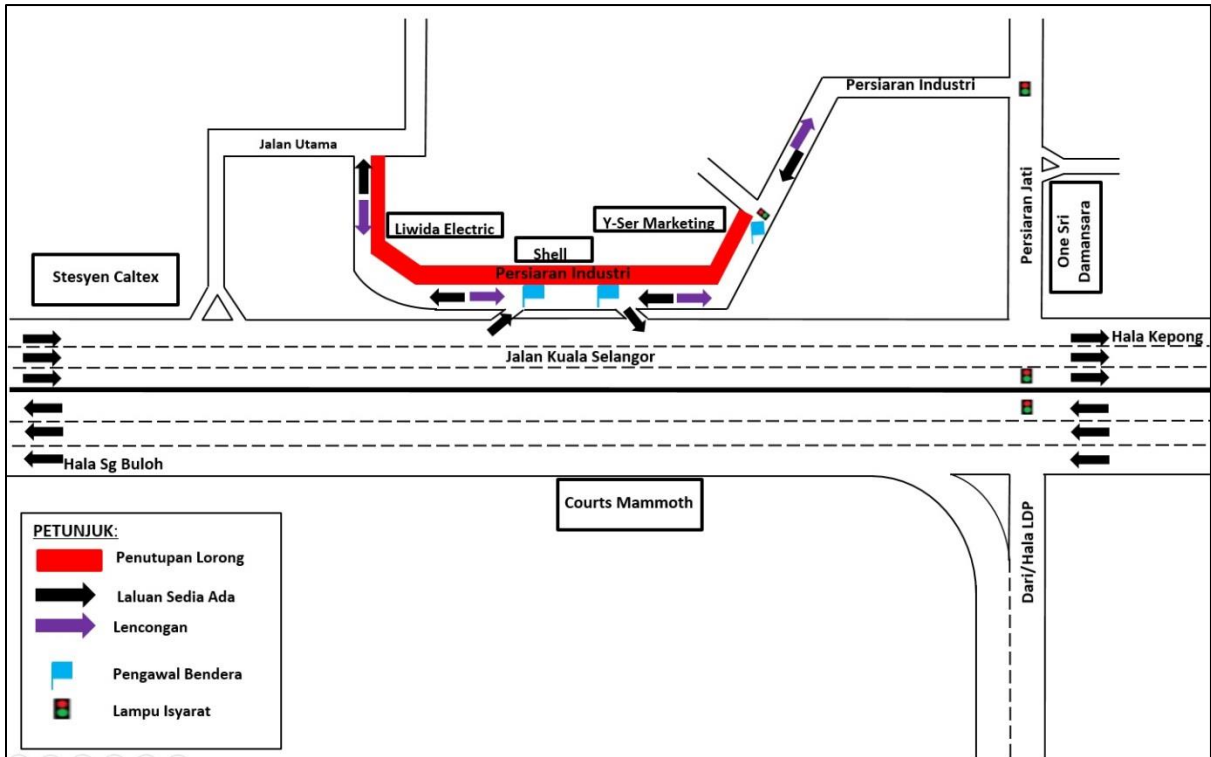 Persiaran Industri
Jalan Utama
Liwida Electric
Y-Ser Marketing
Shell
Persiaran Industri
Stesyen Caltex
Persiaran Jati
One Sri
Damansara
Hala Kepong
Jalan Kuala Selangor
Hala Sg Buloh
Courts Mammoth
Dari/Hala LDP
PETUNJUK:
Penutupan Lorong
Laluan Sedia Ada
Lencongan
Pengawal Bendera
Lampu Isyarat